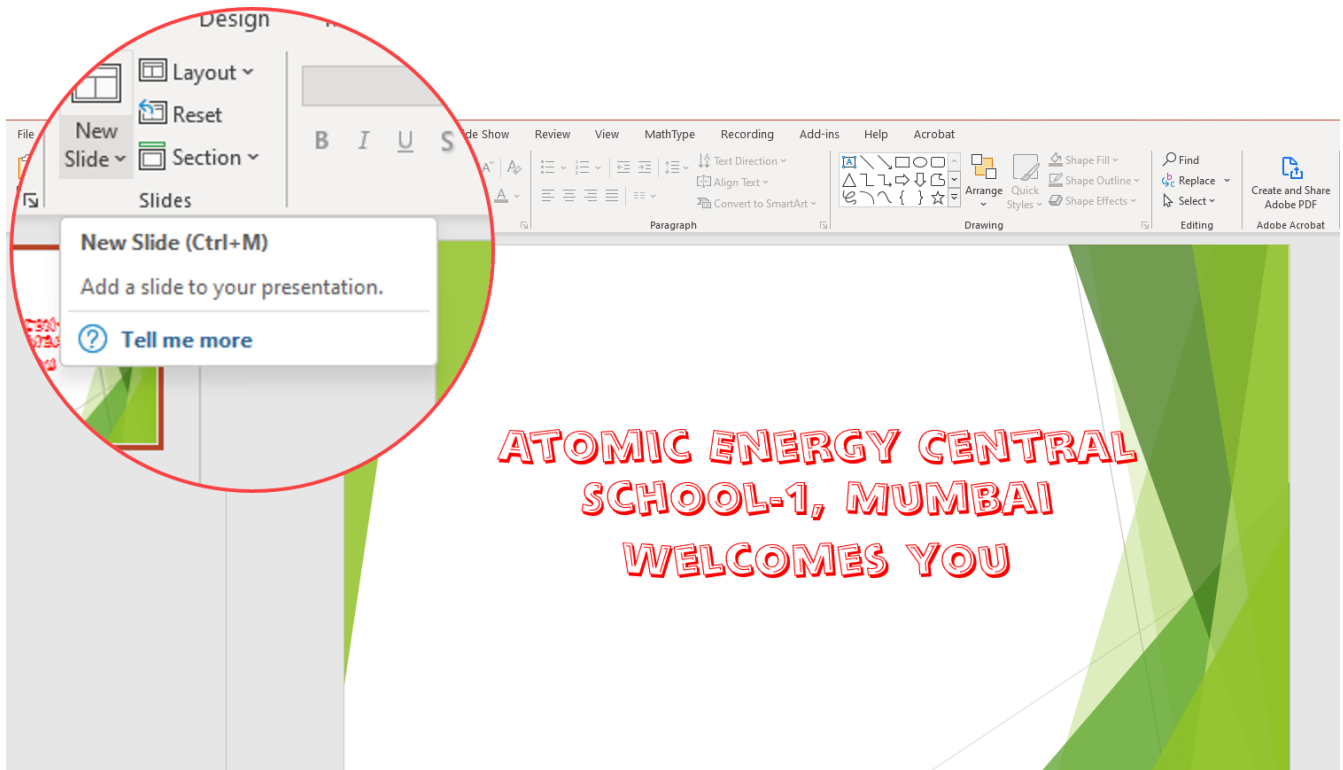 Design
Layout
Reset
New
Slide
Section
Slides
B I U S
New Slide (Ctrl+M)
Add a slide to your presentation.
? Tell me more
File
de Show Review View MathType Recording Add-ins Help Acrobat
Text Direction
Align Text
Convert to SmartArt
Paragraph
Arrange
Quick
Styles
Shape Fill
Shape Outline
Shape Effects
Drawing
Find
Replace
Select
Editing
Create and Share
Adobe PDF
Adobe Acrobat
ATOMIC ENERGY CENTRAL
SCHOOL-1, MUMBAI
WELCOMES YOU